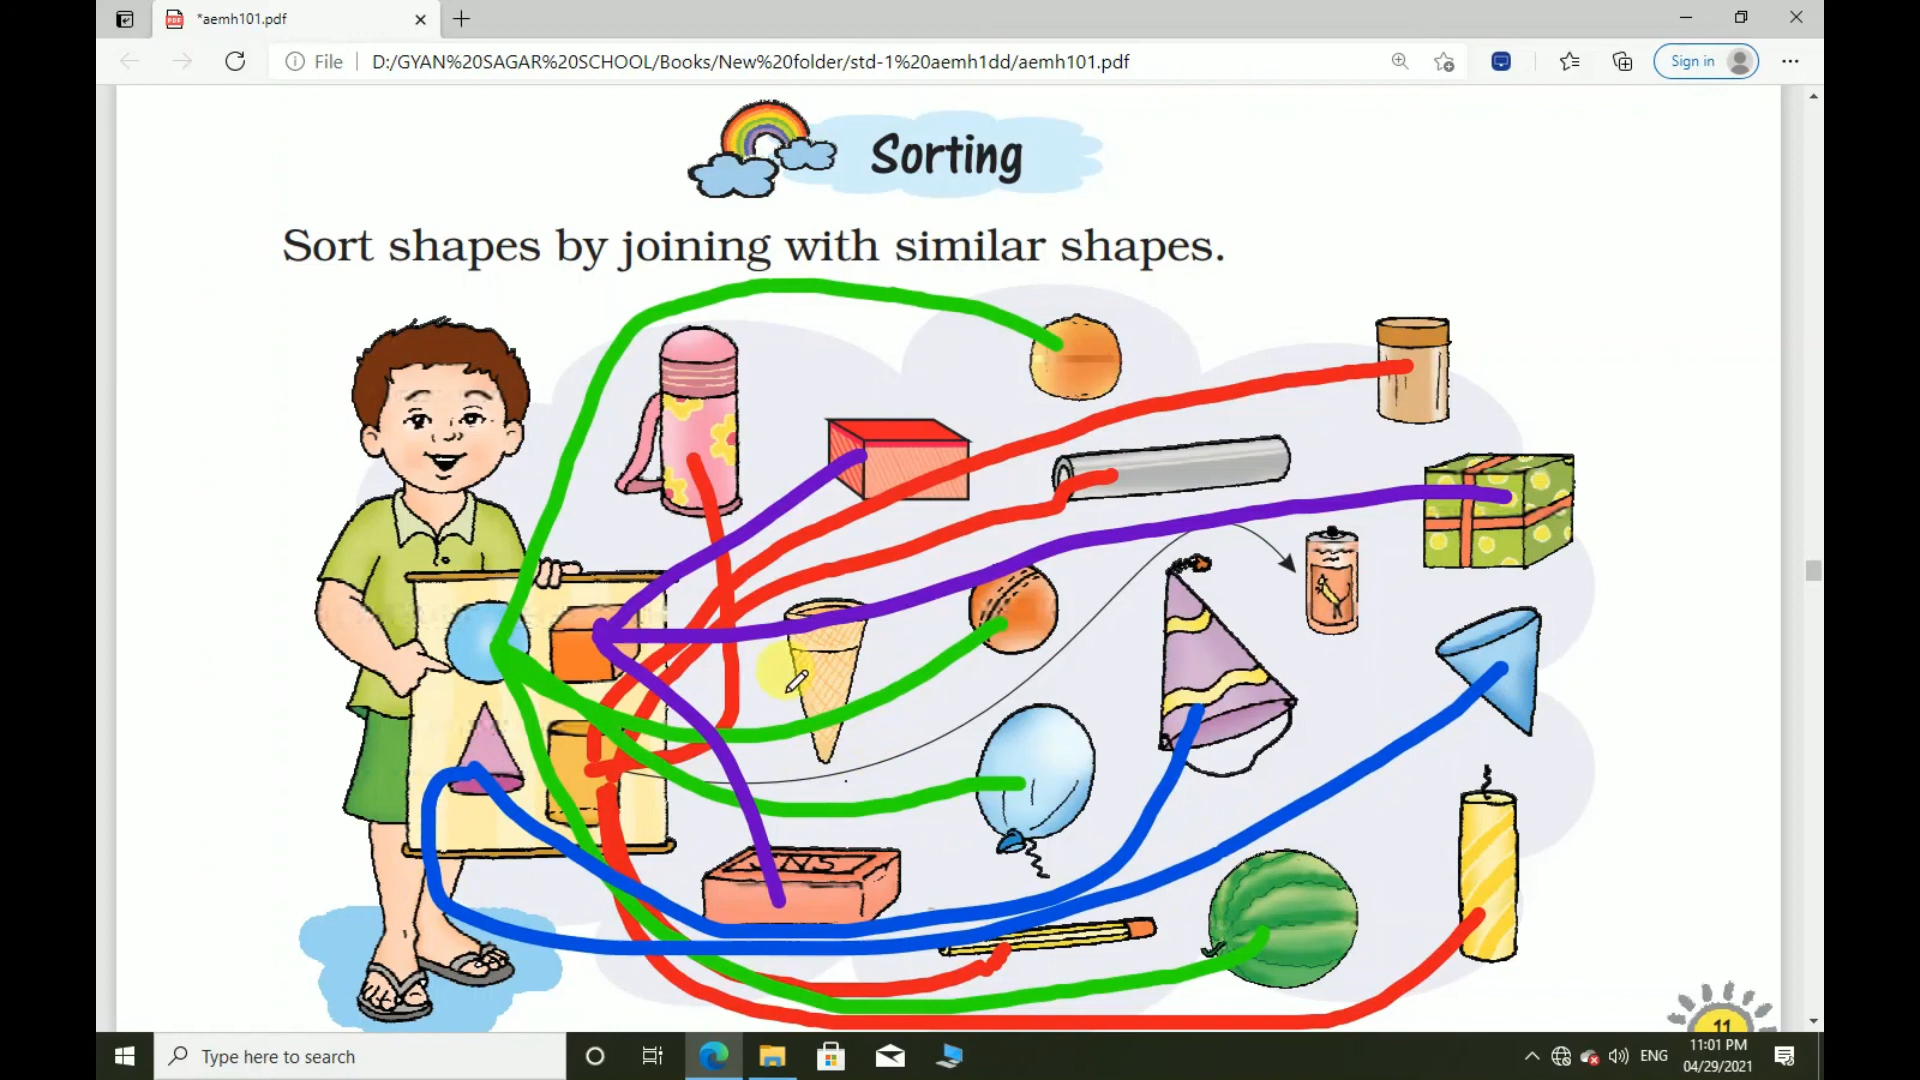 *aemh101.pdf
File
D:/GYAN%20SAGAR%20SCHOOL/Books/New%20folder/std-1%20aemh1dd/aemh101.pdf
Sign in
Sorting
Sort shapes by joining with similar shapes.
11
Type here to search
ENG
11:01 PM
04/29/2021